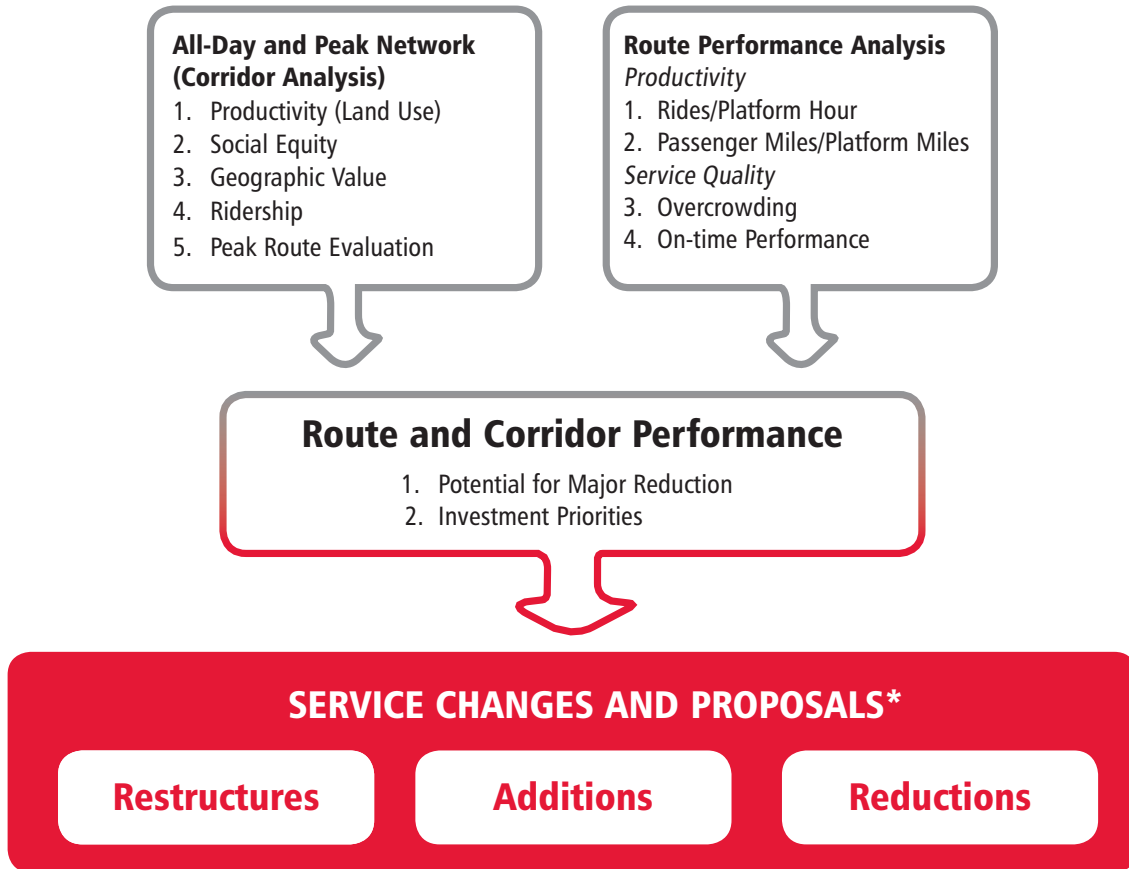 All-Day and Peak Network
(Corridor Analysis)
1. Productivity (Land Use)
2. Social Equity
3. Geographic Value
4. Ridership
5. Peak Route Evaluation
Route Performance Analysis
Productivity
1. Rides/Platform Hour
2. Passenger Miles/Platform Miles
Service Quality
3. Overcrowding
4. On-time Performance
Route and Corridor Performance
1. Potential for Major Reduction
2. Investment Priorities
SERVICE CHANGES AND PROPOSALS*
Restructures
Additions
Reductions